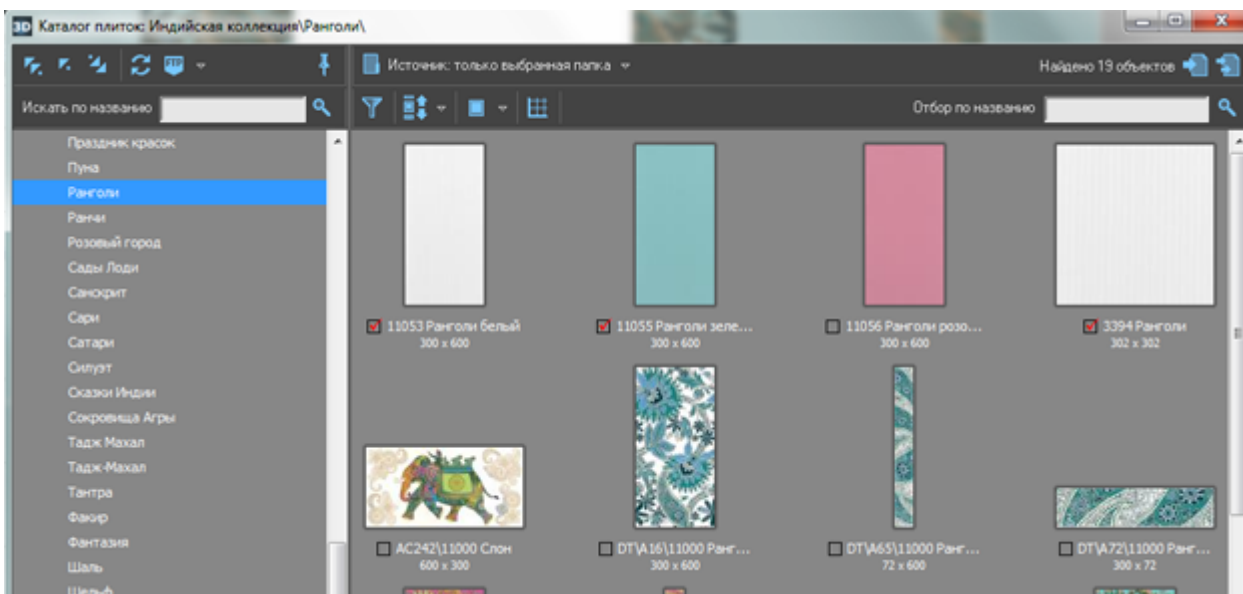 3D Каталог плиток: Индийская коллекция\Ранголи\
Источник: только выбранная папка
Найдено 19 объектов
Искать по названию
Отбор по названию
Праздник красок
Пуна
Ранголи
Ранчи
Розовый город
Сады Лоди
Санскрит
Сари
Сатари
Силуэт
Сказки Индии
Сокровища Агры
Тадж Махал
Тадж-Махал
Тантра
Факир
Фантазия
Шаль
Шельф
11053 Ранголи белый
300 x 600
11055 Ранголи зеле...
300 x 600
11056 Ранголи розо...
300 x 600
3394 Ранголи
302 x 302
AC242\11000 Слон
600 x 300
DT\A16\11000 Ранг...
300 x 600
DT\A65\11000 Ранг...
72 x 600
DT\A72\11000 Ранг...
300 x 72